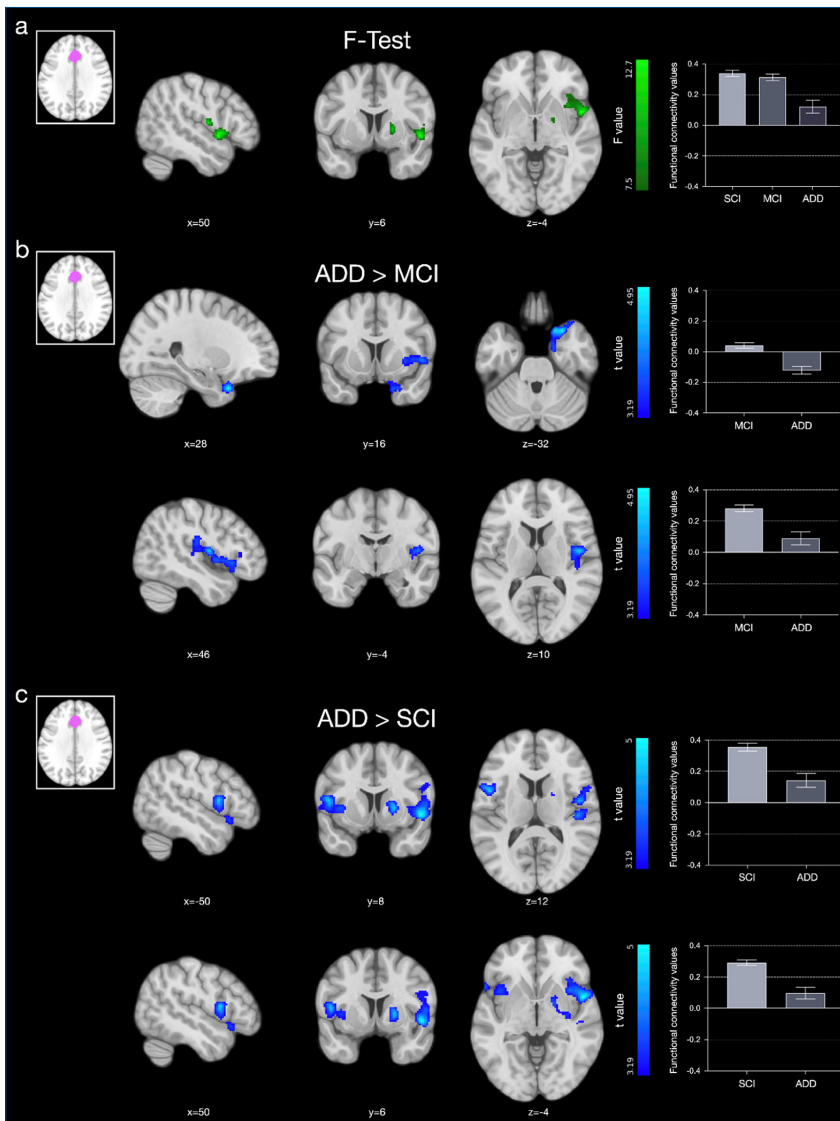 a
F-Test
x=50
y=6
z=-4
12.7
F value
7.5
Functional connectivity values
0.4
0.2
0.0
-0.2
-0.4
SCI MCI ADD
b
ADD > MCI
x=28
y=16
z=-32
4.95
t value
3.19
Functional connectivity values
0.4
0.2
0.0
-0.2
-0.4
MCI ADD
x=46
y=-4
z=10
4.95
t value
3.19
Functional connectivity values
0.4
0.2
0.0
-0.2
-0.4
MCI ADD
c
ADD > SCI
x=-50
y=8
z=12
5
t value
3.19
Functional connectivity values
0.4
0.2
0.0
-0.2
-0.4
SCI ADD
x=50
y=6
z=-4
5
t value
3.19
Functional connectivity values
0.4
0.2
0.0
-0.2
-0.4
SCI ADD